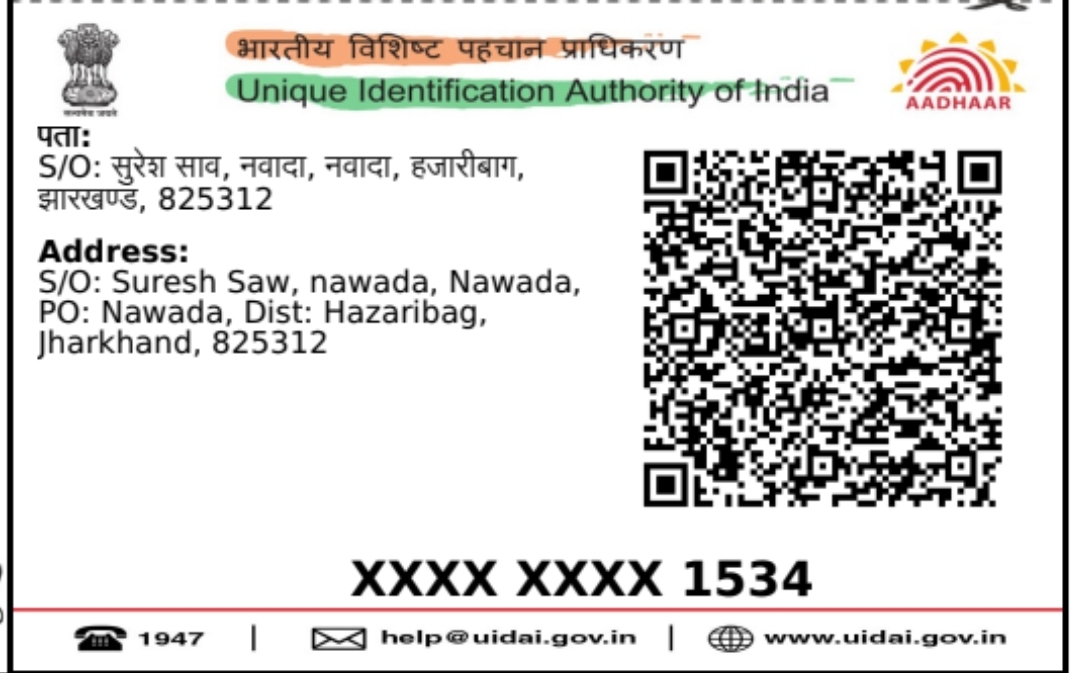 भारतीय विशिष्ट पहचान प्राधिकरण
Unique Identification Authority of India
AADHAAR
पता:
S/O: सुरेश साव, नवादा, नवादा, हजारीबाग,
झारखण्ड, 825312
Address:
S/O: Suresh Saw, nawada, Nawada,
PO: Nawada, Dist: Hazaribag,
Jharkhand, 825312
XXXX XXXX 1534
1947 | help@uidai.gov.in | www.uidai.gov.in